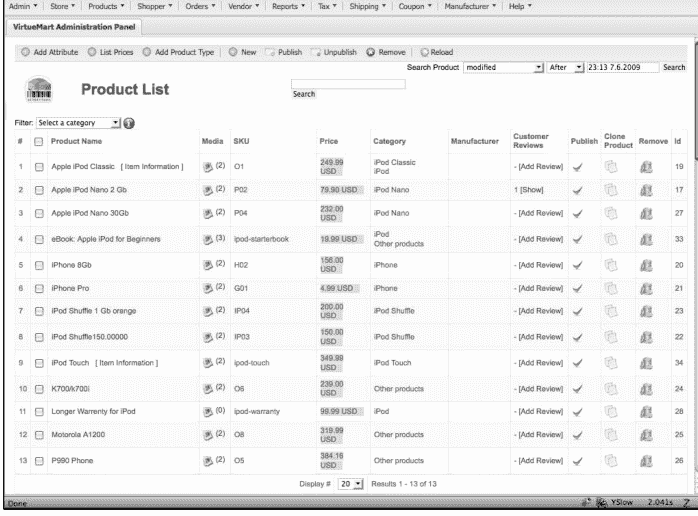 Admin Store Products Shopper Orders Vendor Reports Tax Shipping Coupon Manufacturer Help
VirtueMart Administration Panel
Add Attribute List Prices Add Product Type | New Publish Unpublish Remove | Reload
Search Product modified After 23:13 7.6.2009 Search
Product List
Search
Filter: Select a category
# Product Name Media SKU Price Category Manufacturer Customer Reviews Publish Clone Product Remove Id
1 Apple iPod Classic [ Item Information ] (2) O1 249.99 USD iPod Classic iPod - [Add Review] 19
2 Apple iPod Nano 2 Gb (2) P02 79.90 USD iPod Nano 1 [Show] 17
3 Apple iPod Nano 30Gb (2) P04 232.00 USD iPod Nano - [Add Review] 27
4 eBook: Apple iPod for Beginners (3) ipod-starterbook 19.99 USD iPod Other products - [Add Review] 33
5 iPhone 8Gb (2) H02 156.00 USD iPhone - [Add Review] 20
6 iPhone Pro (2) G01 4.99 USD iPhone - [Add Review] 21
7 iPod Shuffle 1 Gb orange (2) IP04 200.00 USD iPod Shuffle - [Add Review] 23
8 iPod Shuffle150.00000 (2) IP03 150.00 USD iPod Shuffle - [Add Review] 22
9 iPod Touch [ Item Information ] (2) ipod-touch 349.99 USD iPod Touch - [Add Review] 34
10 K700/k700i (2) O6 239.00 USD Other products - [Add Review] 24
11 Longer Warrenty for iPod (0) ipod-warranty 99.99 USD iPod - [Add Review] 28
12 Motorola A1200 (2) O8 319.99 USD Other products - [Add Review] 26
13 P990 Phone (2) O5 384.16 USD Other products - [Add Review] 25
Display # 20 Results 1 - 13 of 13
Done YSlow 2.041s